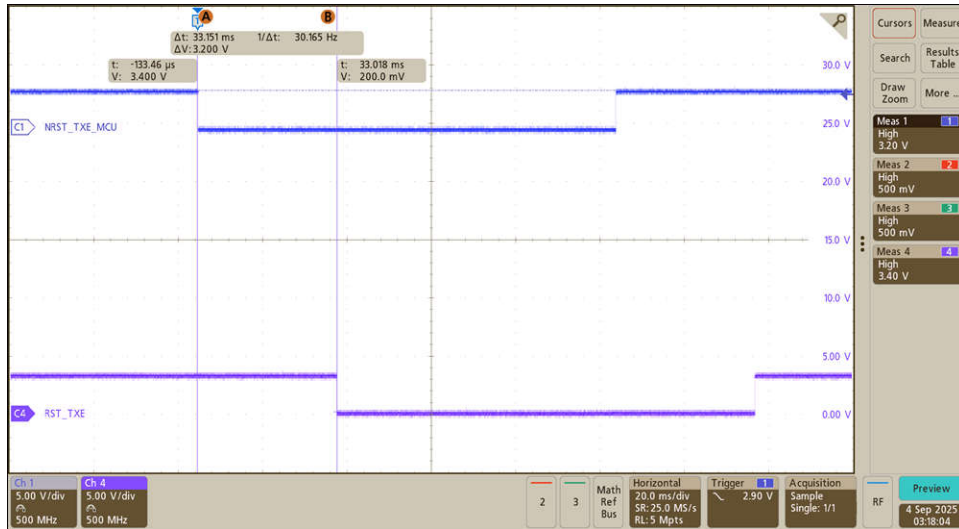 A
B
Δt: 33.151 ms 1/Δt: 30.165 Hz
ΔV: 3.200 V
t: -133.46 µs
V: 3.400 V
t: 33.018 ms
V: 200.0 mV
30.0 V
C1 NRST_TXE_MCU
25.0 V
20.0 V
15.0 V
10.0 V
5.00 V
C4 RST_TXE
0.00 V
Cursors
Measure
Search
Results
Table
Draw
Zoom
More ...
Meas 1 1
High
3.20 V
Meas 2 2
High
500 mV
Meas 3 3
High
500 mV
Meas 4 4
High
3.40 V
Ch 1
5.00 V/div
500 MHz
Ch 4
5.00 V/div
500 MHz
2
3
Math
Ref
Bus
Horizontal
20.0 ms/div
SR: 25.0 MS/s
RL: 5 Mpts
Trigger 1
2.90 V
Acquisition
Sample
Single: 1/1
RF
Preview
4 Sep 2025
03:18:04